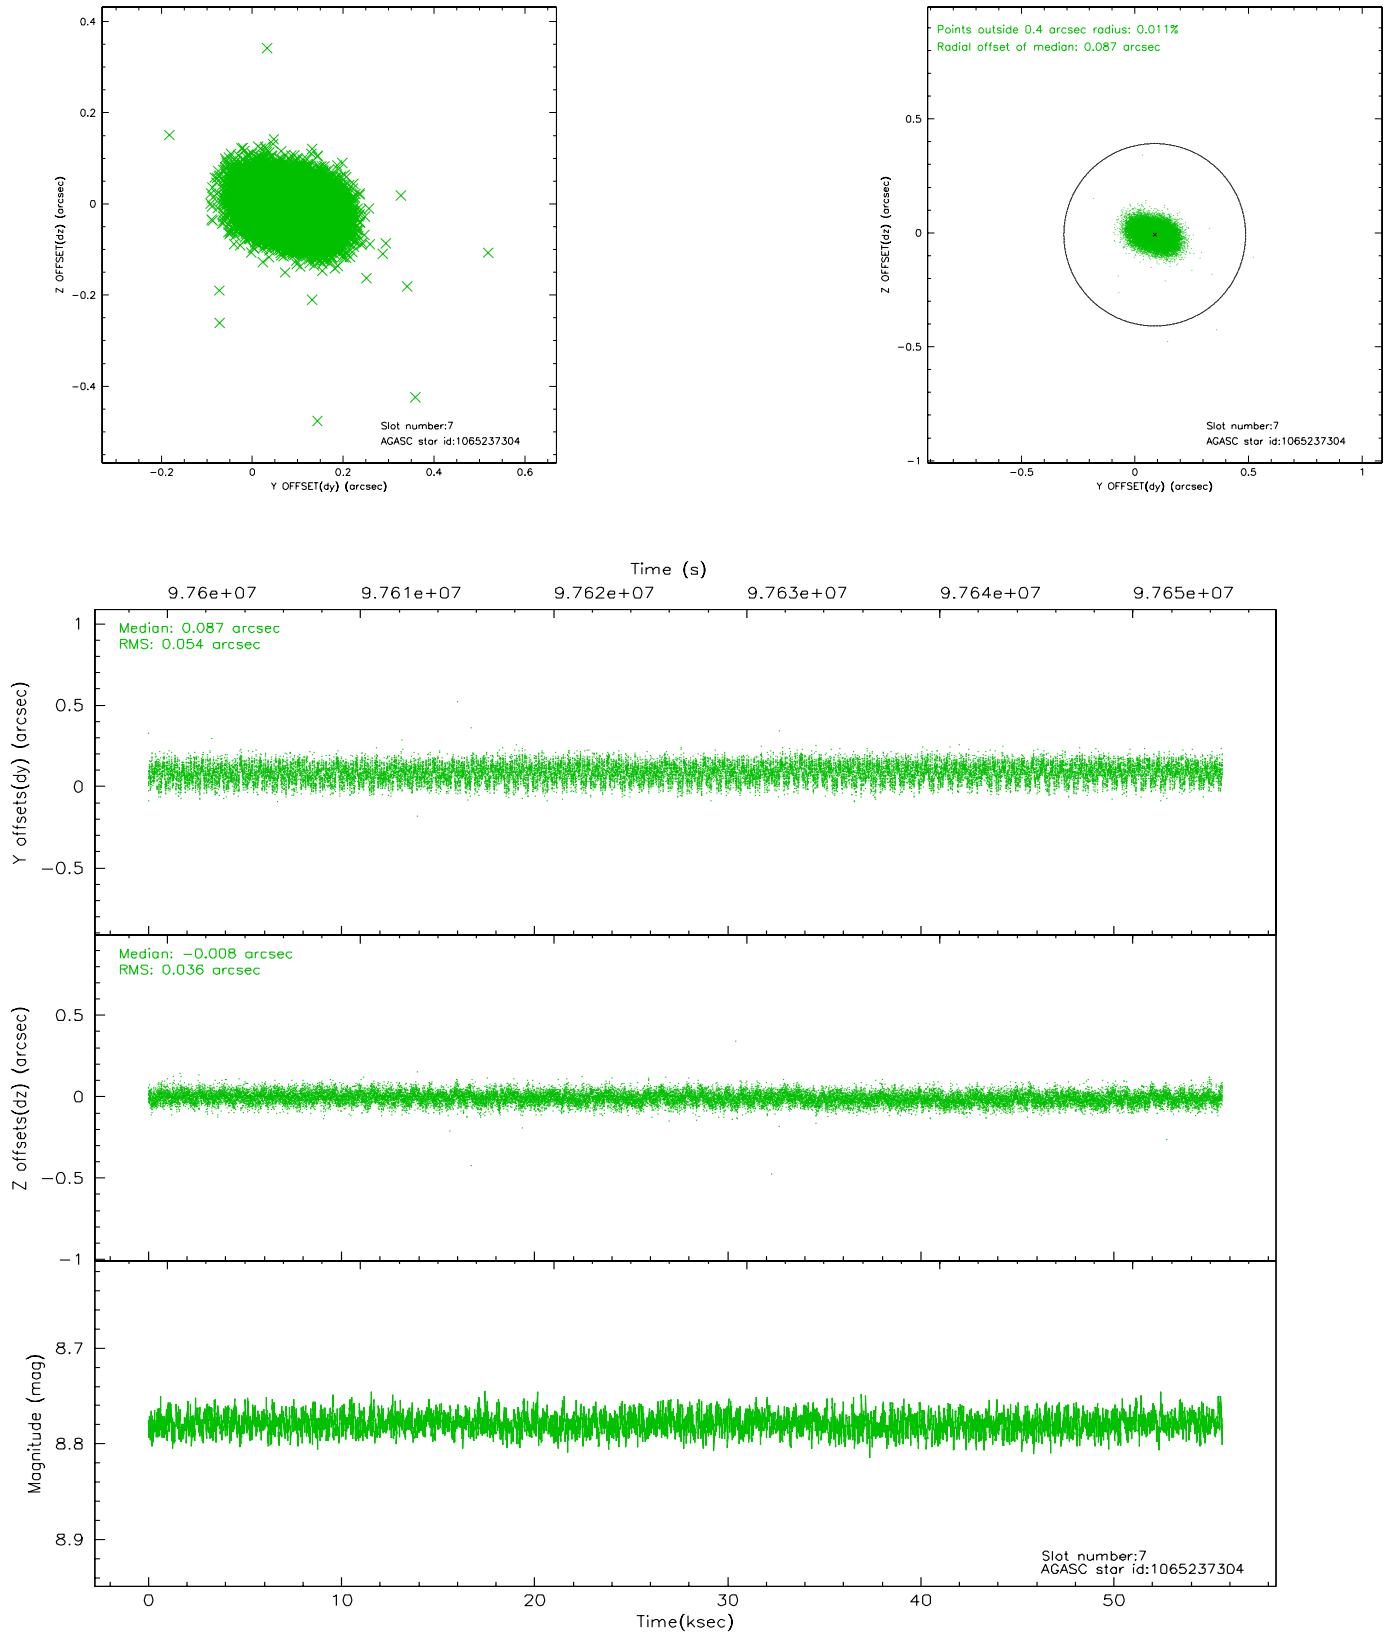 0.4
0.2
0
−0.2
−0.4
Z OFFSET(dz) (arcsec)
Slot number:7
AGASC star id:1065237304
−0.2 0 0.2 0.4 0.6
Y OFFSET(dy) (arcsec)
Points outside 0.4 arcsec radius: 0.011%
Radial offset of median: 0.087 arcsec
0.5
0
−0.5
−1
Z OFFSET(dz) (arcsec)
Slot number:7
AGASC star id:1065237304
−0.5 0 0.5 1
Y OFFSET(dy) (arcsec)
Time (s)
9.76e+07 9.761e+07 9.762e+07 9.763e+07 9.764e+07 9.765e+07
Median: 0.087 arcsec
RMS: 0.054 arcsec
1
0.5
0
−0.5
Y offsets(dy) (arcsec)
Median: −0.008 arcsec
RMS: 0.036 arcsec
0.5
0
−0.5
−1
Z offsets(dz) (arcsec)
8.7
8.8
8.9
Magnitude (mag)
Slot number:7
AGASC star id:1065237304
0 10 20 30 40 50
Time(ksec)